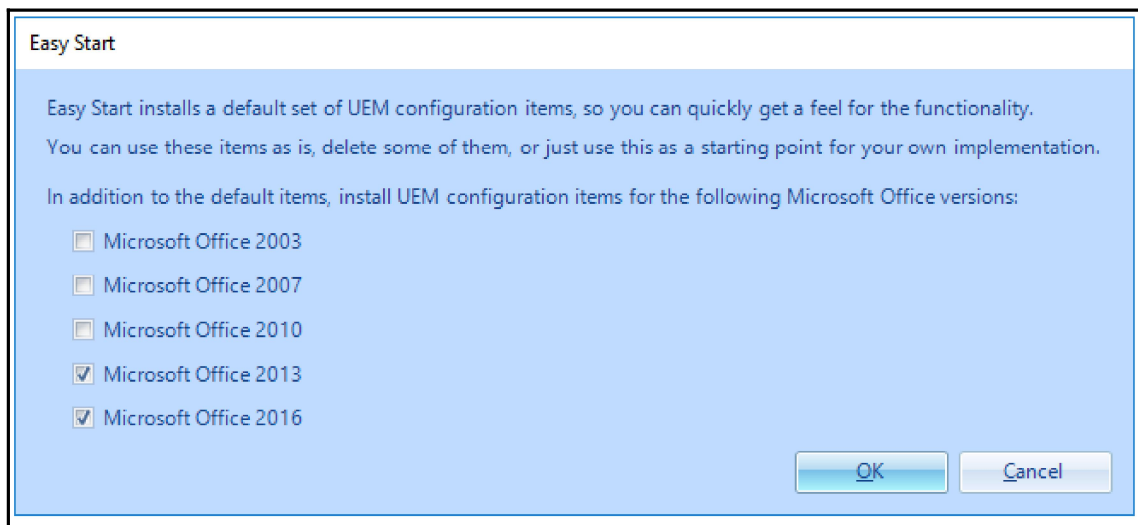 Easy Start
Easy Start installs a default set of UEM configuration items, so you can quickly get a feel for the functionality.
You can use these items as is, delete some of them, or just use this as a starting point for your own implementation.
In addition to the default items, install UEM configuration items for the following Microsoft Office versions:
Microsoft Office 2003
Microsoft Office 2007
Microsoft Office 2010
Microsoft Office 2013
Microsoft Office 2016
OK Cancel